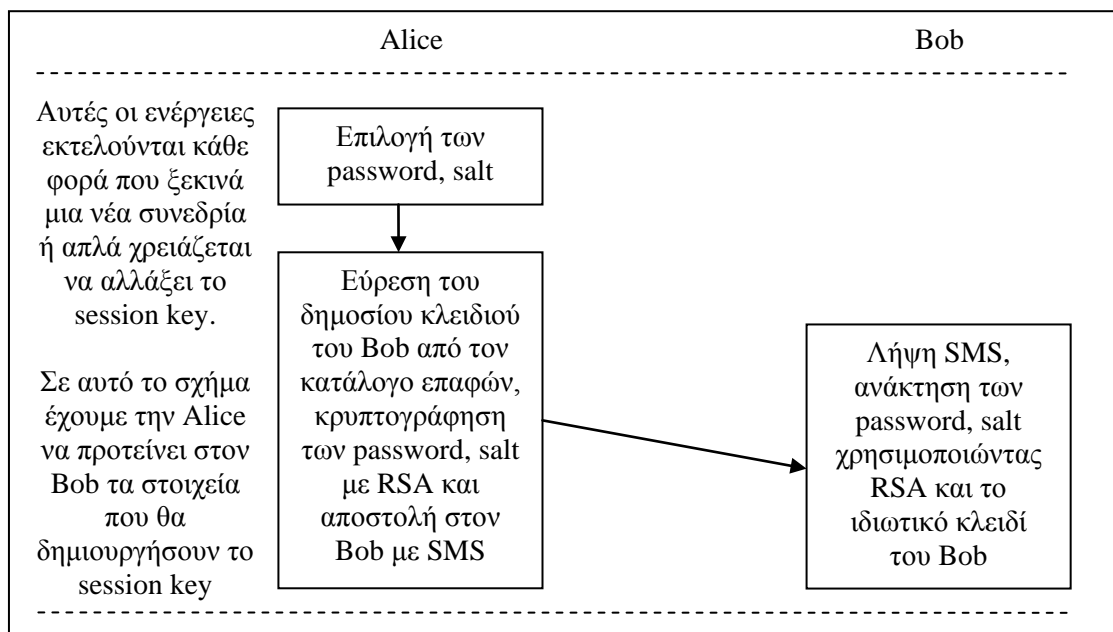 Alice
Bob
Αυτές οι ενέργειες
εκτελούνται κάθε
φορά που ξεκινά
μια νέα συνεδρία
ή απλά χρειάζεται
να αλλάξει το
session key.
Σε αυτό το σχήμα
έχουμε την Alice
να προτείνει στον
Bob τα στοιχεία
που θα
δημιουργήσουν το
session key
Επιλογή των
password, salt
Εύρεση του
δημοσίου κλειδιού
του Bob από τον
κατάλογο επαφών,
κρυπτογράφηση
των password, salt
με RSA και
αποστολή στον
Bob με SMS
Λήψη SMS,
ανάκτηση των
password, salt
χρησιμοποιώντας
RSA και το
ιδιωτικό κλειδί
του Bob